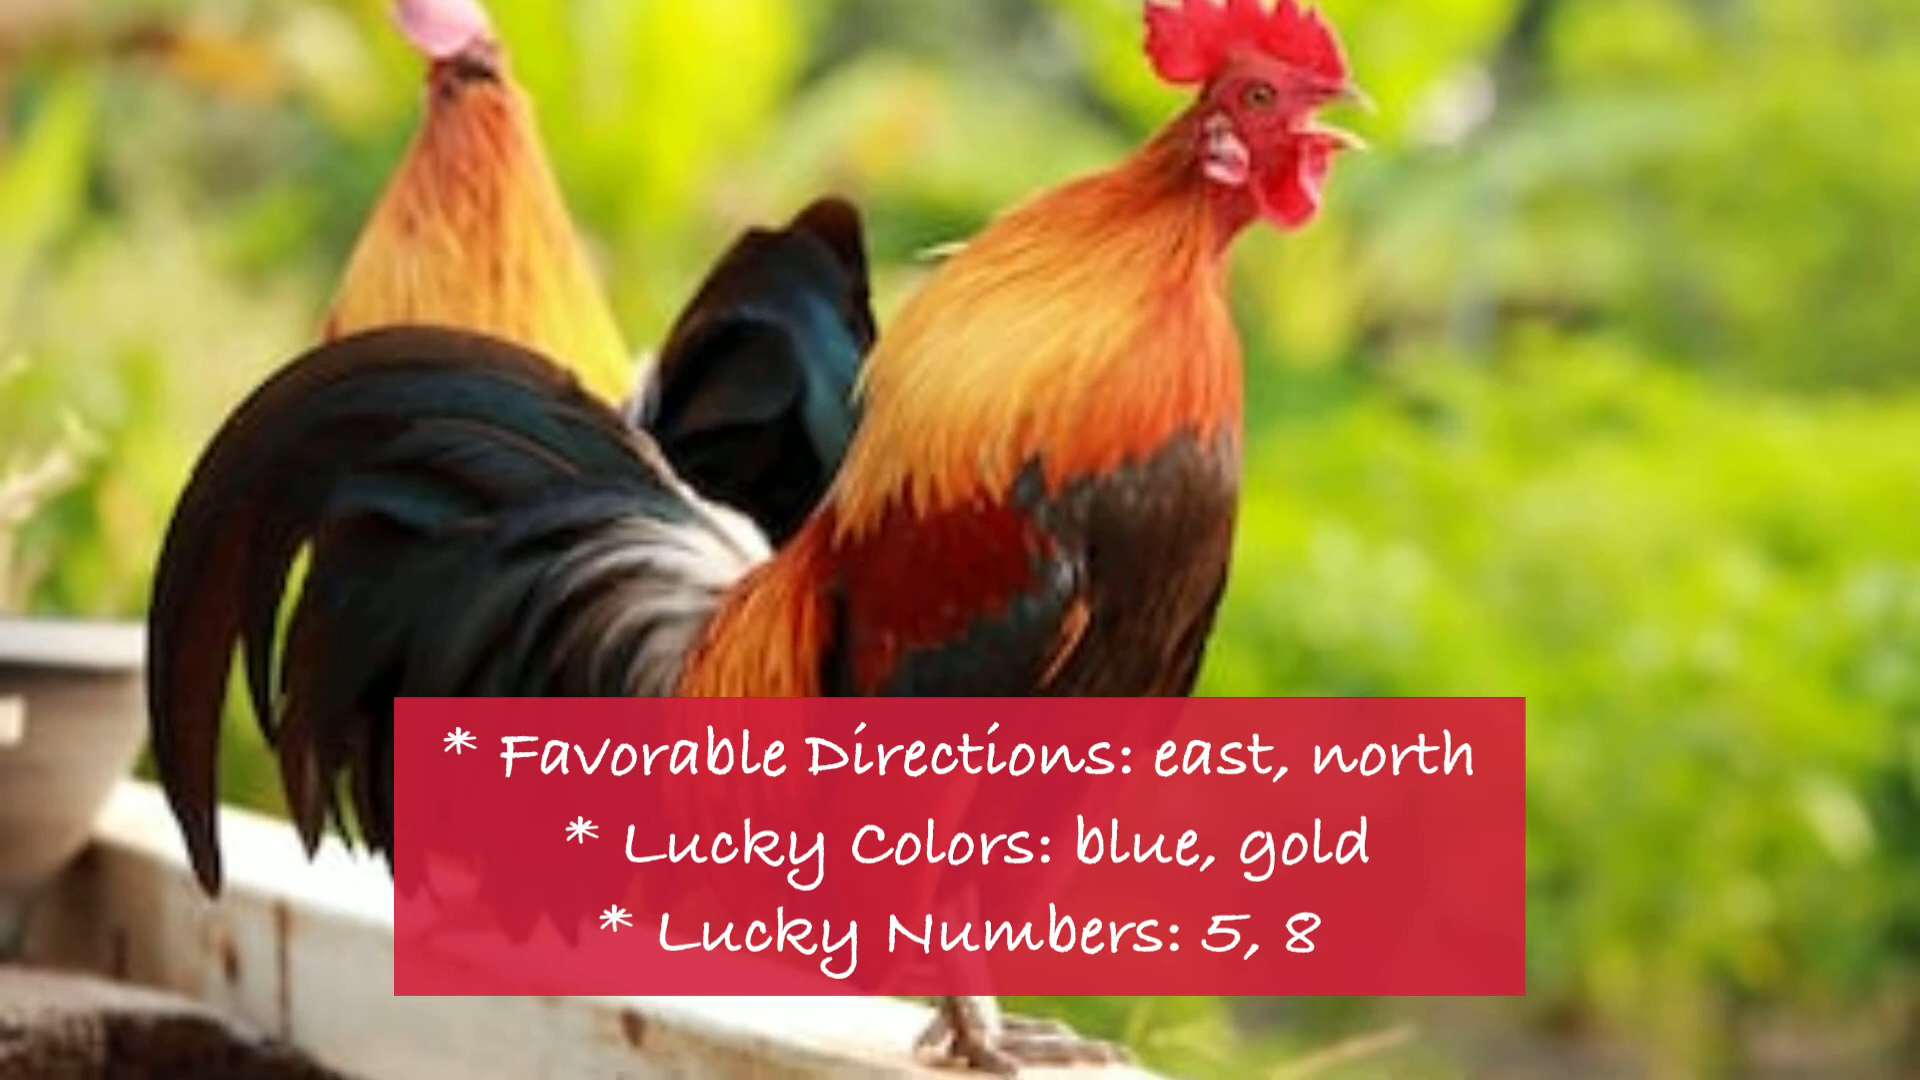 * Favorable Directions: east, north
* Lucky Colors: blue, gold
* Lucky Numbers: 5, 8